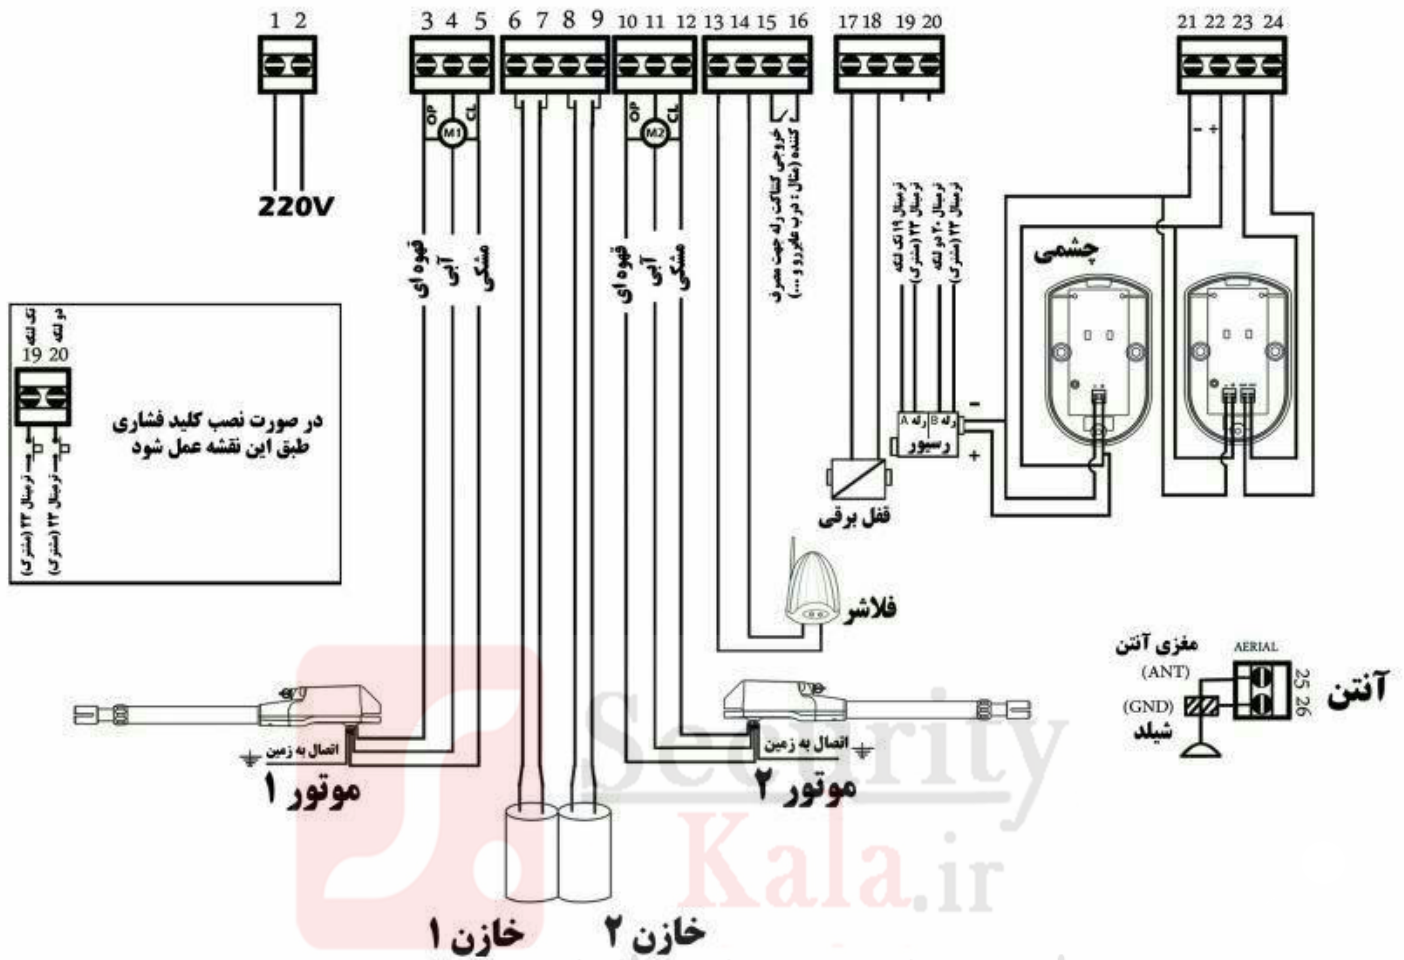 1 2
3 4 5
6 7 8 9
10 11 12
13 14 15 16
17 18 19 20
21 22 23 24
220V
OP
CL
M1
OP
CL
M2
قهوه ای
آبی
مشکی
قهوه ای
آبی
مشکی
خروجی کنتاکت رله جهت مصرف
کننده (مثال : درب عابررو و ...)
ترمینال ۱۹ تک لنگه
ترمینال ۲۳ (مشترک)
ترمینال ۲۰ دو لنگه
ترمینال ۲۳ (مشترک)
- +
چشمی
A رله
B رله
رسیور
-
+
قفل برقی
فلاشر
تک لنگه
دو لنگه
19 20
در صورت نصب کلید فشاری
طبق این نقشه عمل شود
ترمینال ۲۳ (مشترک)
ترمینال ۲۳ (مشترک)
مغزی آنتن
(ANT)
(GND)
شیلد
AERIAL
25 26
آنتن
اتصال به زمین
موتور ۱
اتصال به زمین
موتور ۲
خازن ۱
خازن ۲
Security
Kala.ir